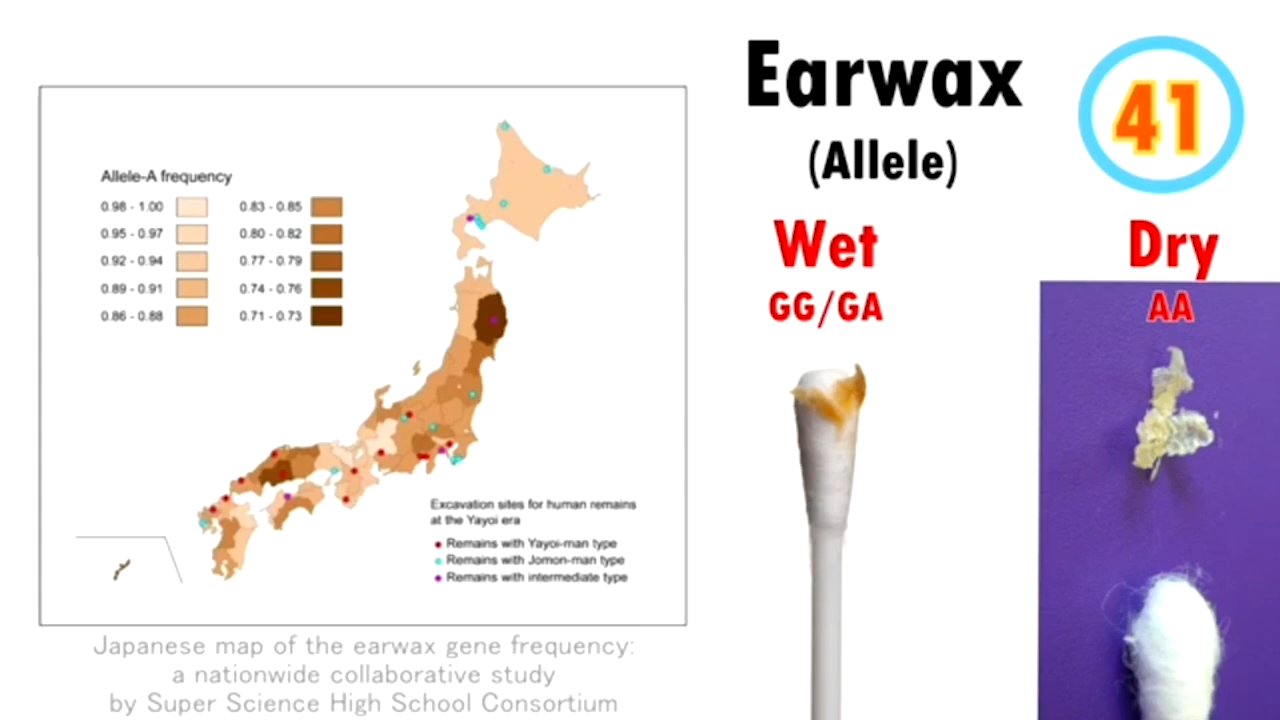 Earwax
(Allele)
41
Wet
GG/GA
Dry
AA
Allele-A frequency
0.98 - 1.00
0.95 - 0.97
0.92 - 0.94
0.89 - 0.91
0.86 - 0.88
0.83 - 0.85
0.80 - 0.82
0.77 - 0.79
0.74 - 0.76
0.71 - 0.73
Excavation sites for human remains
at the Yayoi era
Remains with Yayoi-man type
Remains with Jomon-man type
Remains with intermediate type
Japanese map of the earwax gene frequency:
a nationwide collaborative study
by Super Science High School Consortium